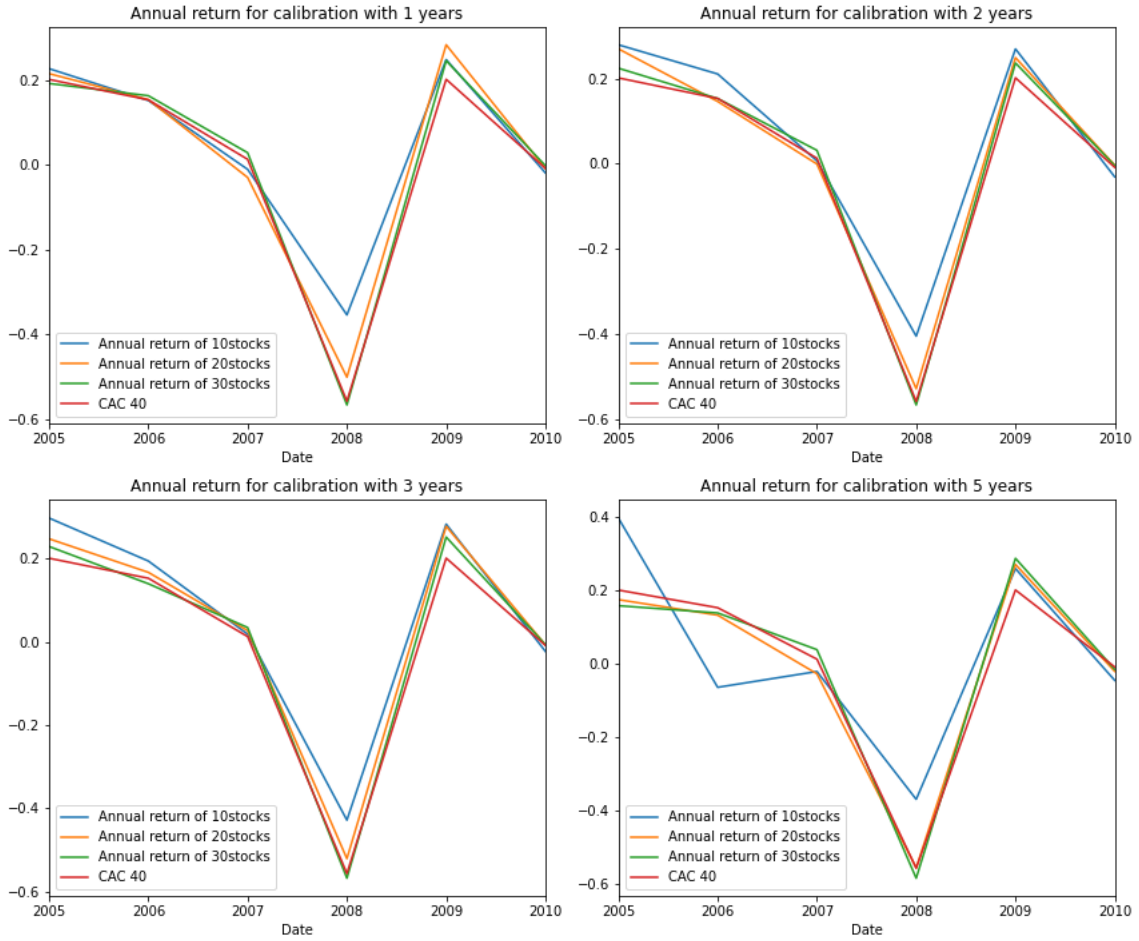 Annual return for calibration with 1 years
0.2
0.0
−0.2
−0.4
−0.6
Annual return of 10stocks
Annual return of 20stocks
Annual return of 30stocks
CAC 40
2005 2006 2007 2008 2009 2010
Date
Annual return for calibration with 2 years
0.2
0.0
−0.2
−0.4
−0.6
Annual return of 10stocks
Annual return of 20stocks
Annual return of 30stocks
CAC 40
2005 2006 2007 2008 2009 2010
Date
Annual return for calibration with 3 years
0.2
0.0
−0.2
−0.4
−0.6
Annual return of 10stocks
Annual return of 20stocks
Annual return of 30stocks
CAC 40
2005 2006 2007 2008 2009 2010
Date
Annual return for calibration with 5 years
0.4
0.2
0.0
−0.2
−0.4
−0.6
Annual return of 10stocks
Annual return of 20stocks
Annual return of 30stocks
CAC 40
2005 2006 2007 2008 2009 2010
Date